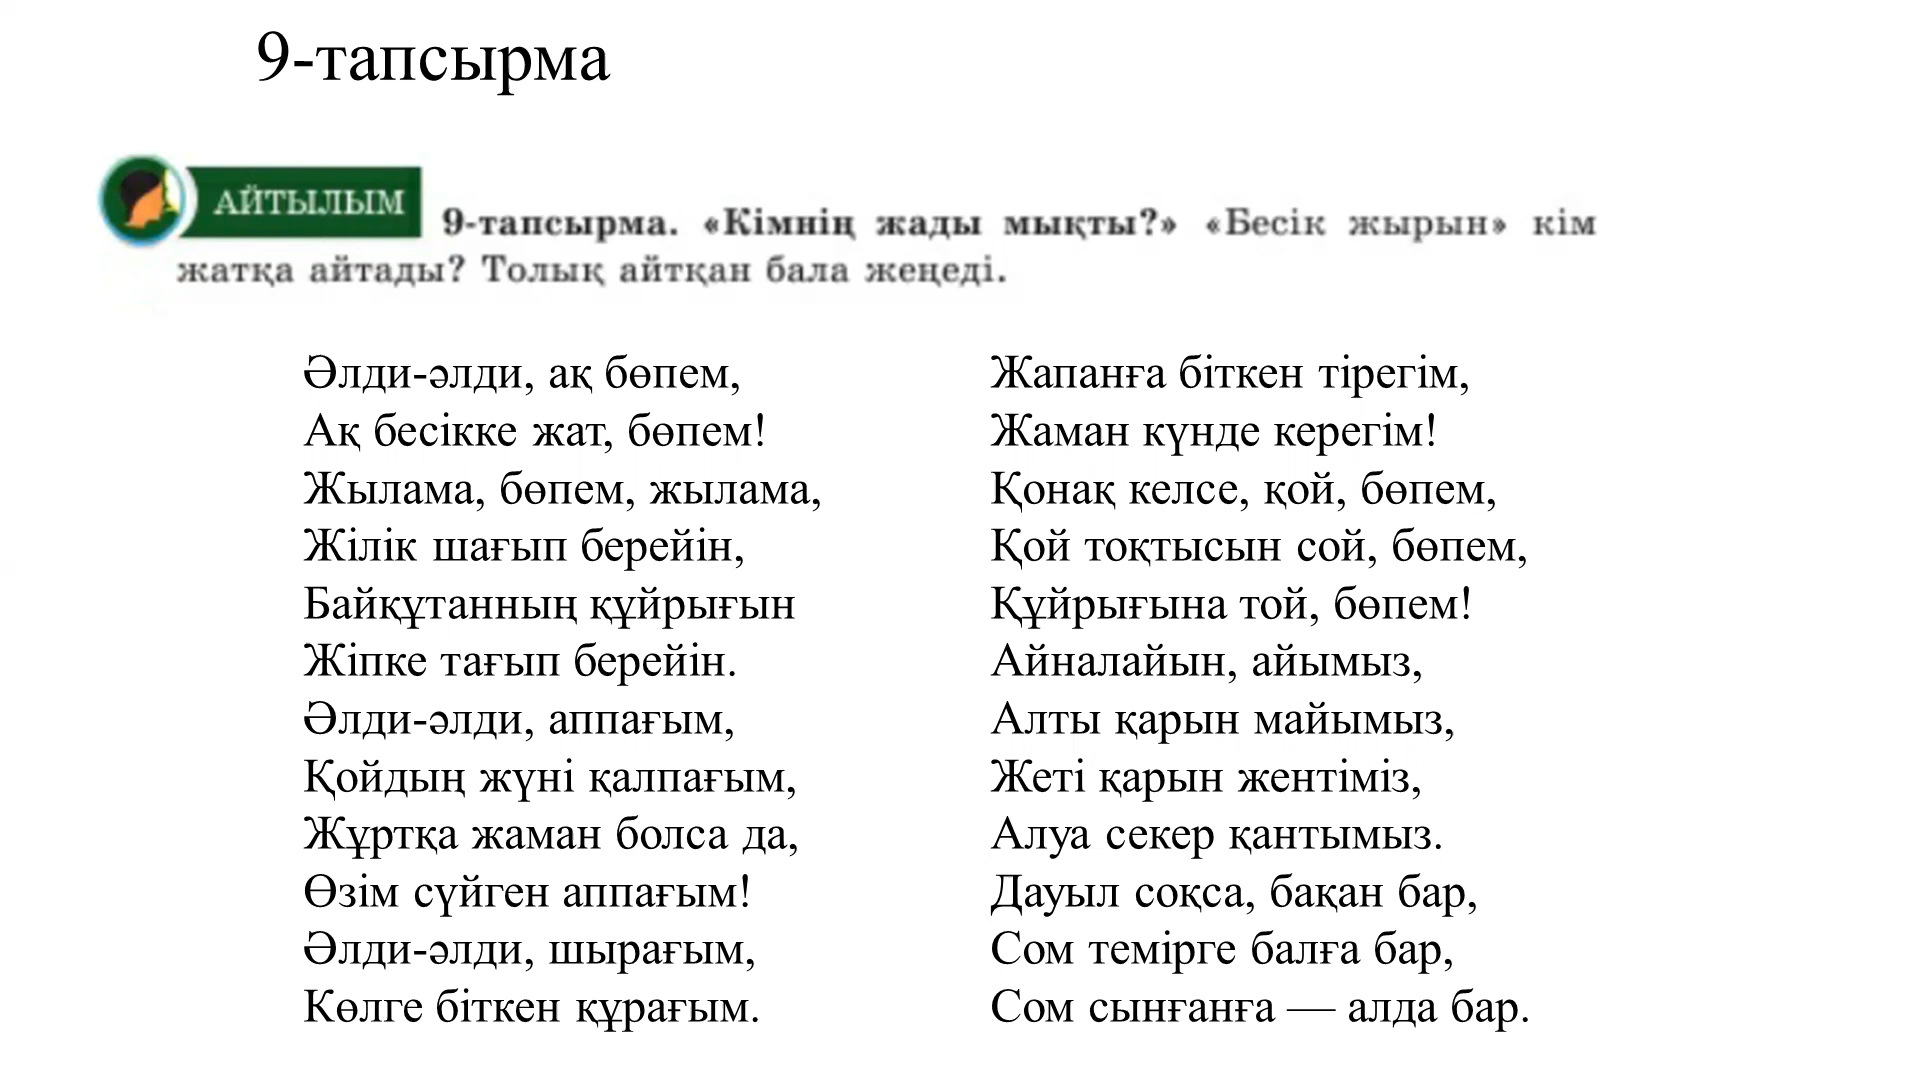 9-тапсырма
АЙТЫЛЫМ
9-тапсырма. «Кімнің жады мықты?» «Бесік жырын» кім
жатқа айтады? Толық айтқан бала жеңеді.
Әлди-әлди, ақ бөпем,
Ақ бесікке жат, бөпем!
Жылама, бөпем, жылама,
Жілік шағып берейін,
Байқұтанның құйрығын
Жіпке тағып берейін.
Әлди-әлди, аппағым,
Қойдың жүні қалпағым,
Жұртқа жаман болса да,
Өзім сүйген аппағым!
Әлди-әлди, шырағым,
Көлге біткен құрағым.
Жапанға біткен тірегім,
Жаман күнде керегім!
Қонақ келсе, қой, бөпем,
Қой тоқтысын сой, бөпем,
Құйрығына той, бөпем!
Айналайын, айымыз,
Алты қарын майымыз,
Жеті қарын жентіміз,
Алуа секер қантымыз.
Дауыл соқса, бақан бар,
Сом темірге балға бар,
Сом сынғанға — алда бар.